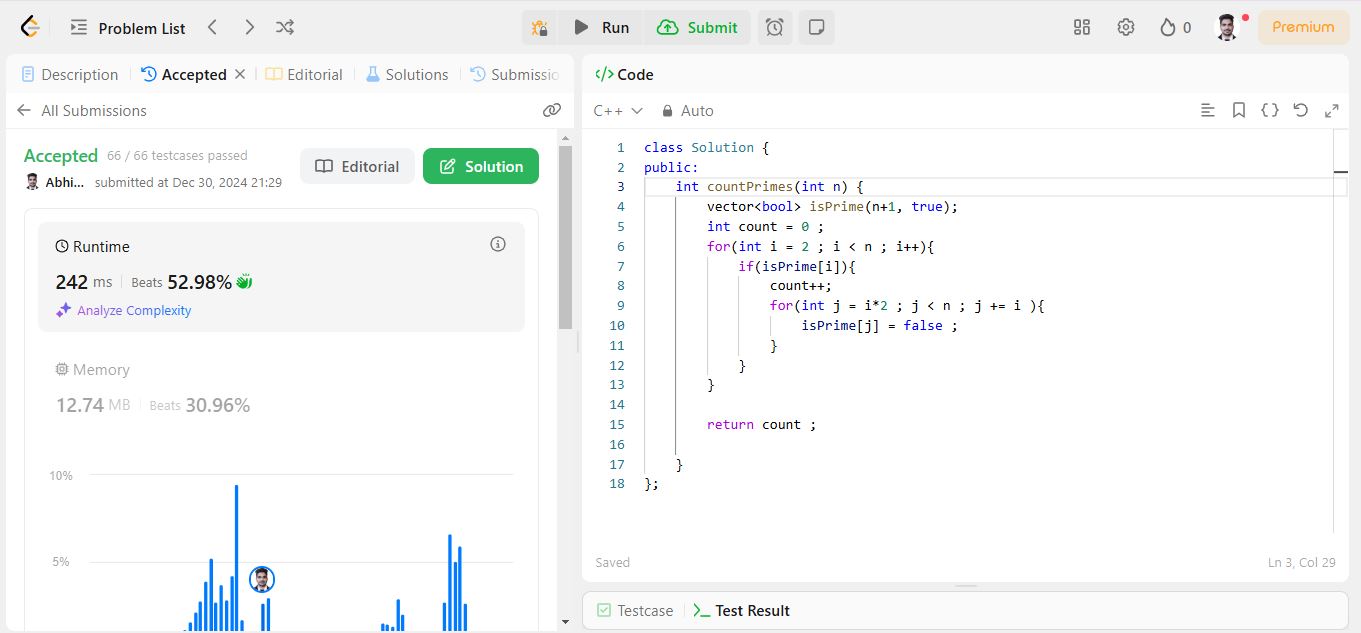 Problem List
Run
Submit
0
Premium
Description
Accepted
Editorial
Solutions
Submissio
All Submissions
Accepted 66 / 66 testcases passed
Abhi... submitted at Dec 30, 2024 21:29
Editorial
Solution
Runtime
242 ms Beats 52.98%
Analyze Complexity
Memory
12.74 MB Beats 30.96%
10%
5%
</> Code
C++ Auto
1 class Solution {
2 public:
3 int countPrimes(int n) {
4 vector<bool> isPrime(n+1, true);
5 int count = 0 ;
6 for(int i = 2 ; i < n ; i++){
7 if(isPrime[i]){
8 count++;
9 for(int j = i*2 ; j < n ; j += i ){
10 isPrime[j] = false ;
11 }
12 }
13 }
14
15 return count ;
16
17 }
18 };
Saved
Ln 3, Col 29
Testcase
Test Result